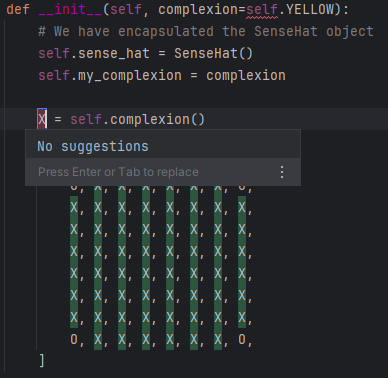 def __init__(self, complexion=self.YELLOW):
# We have encapsulated the SenseHat object
self.sense_hat = SenseHat()
self.my_complexion = complexion
X = self.complexion()
No suggestions
Press Enter or Tab to replace
O, X, X, X, X, X, X, O,
X, X, X, X, X, X, X, X,
X, X, X, X, X, X, X, X,
X, X, X, X, X, X, X, X,
X, X, X, X, X, X, X, X,
X, X, X, X, X, X, X, X,
X, X, X, X, X, X, X, X,
O, X, X, X, X, X, X, O,
]